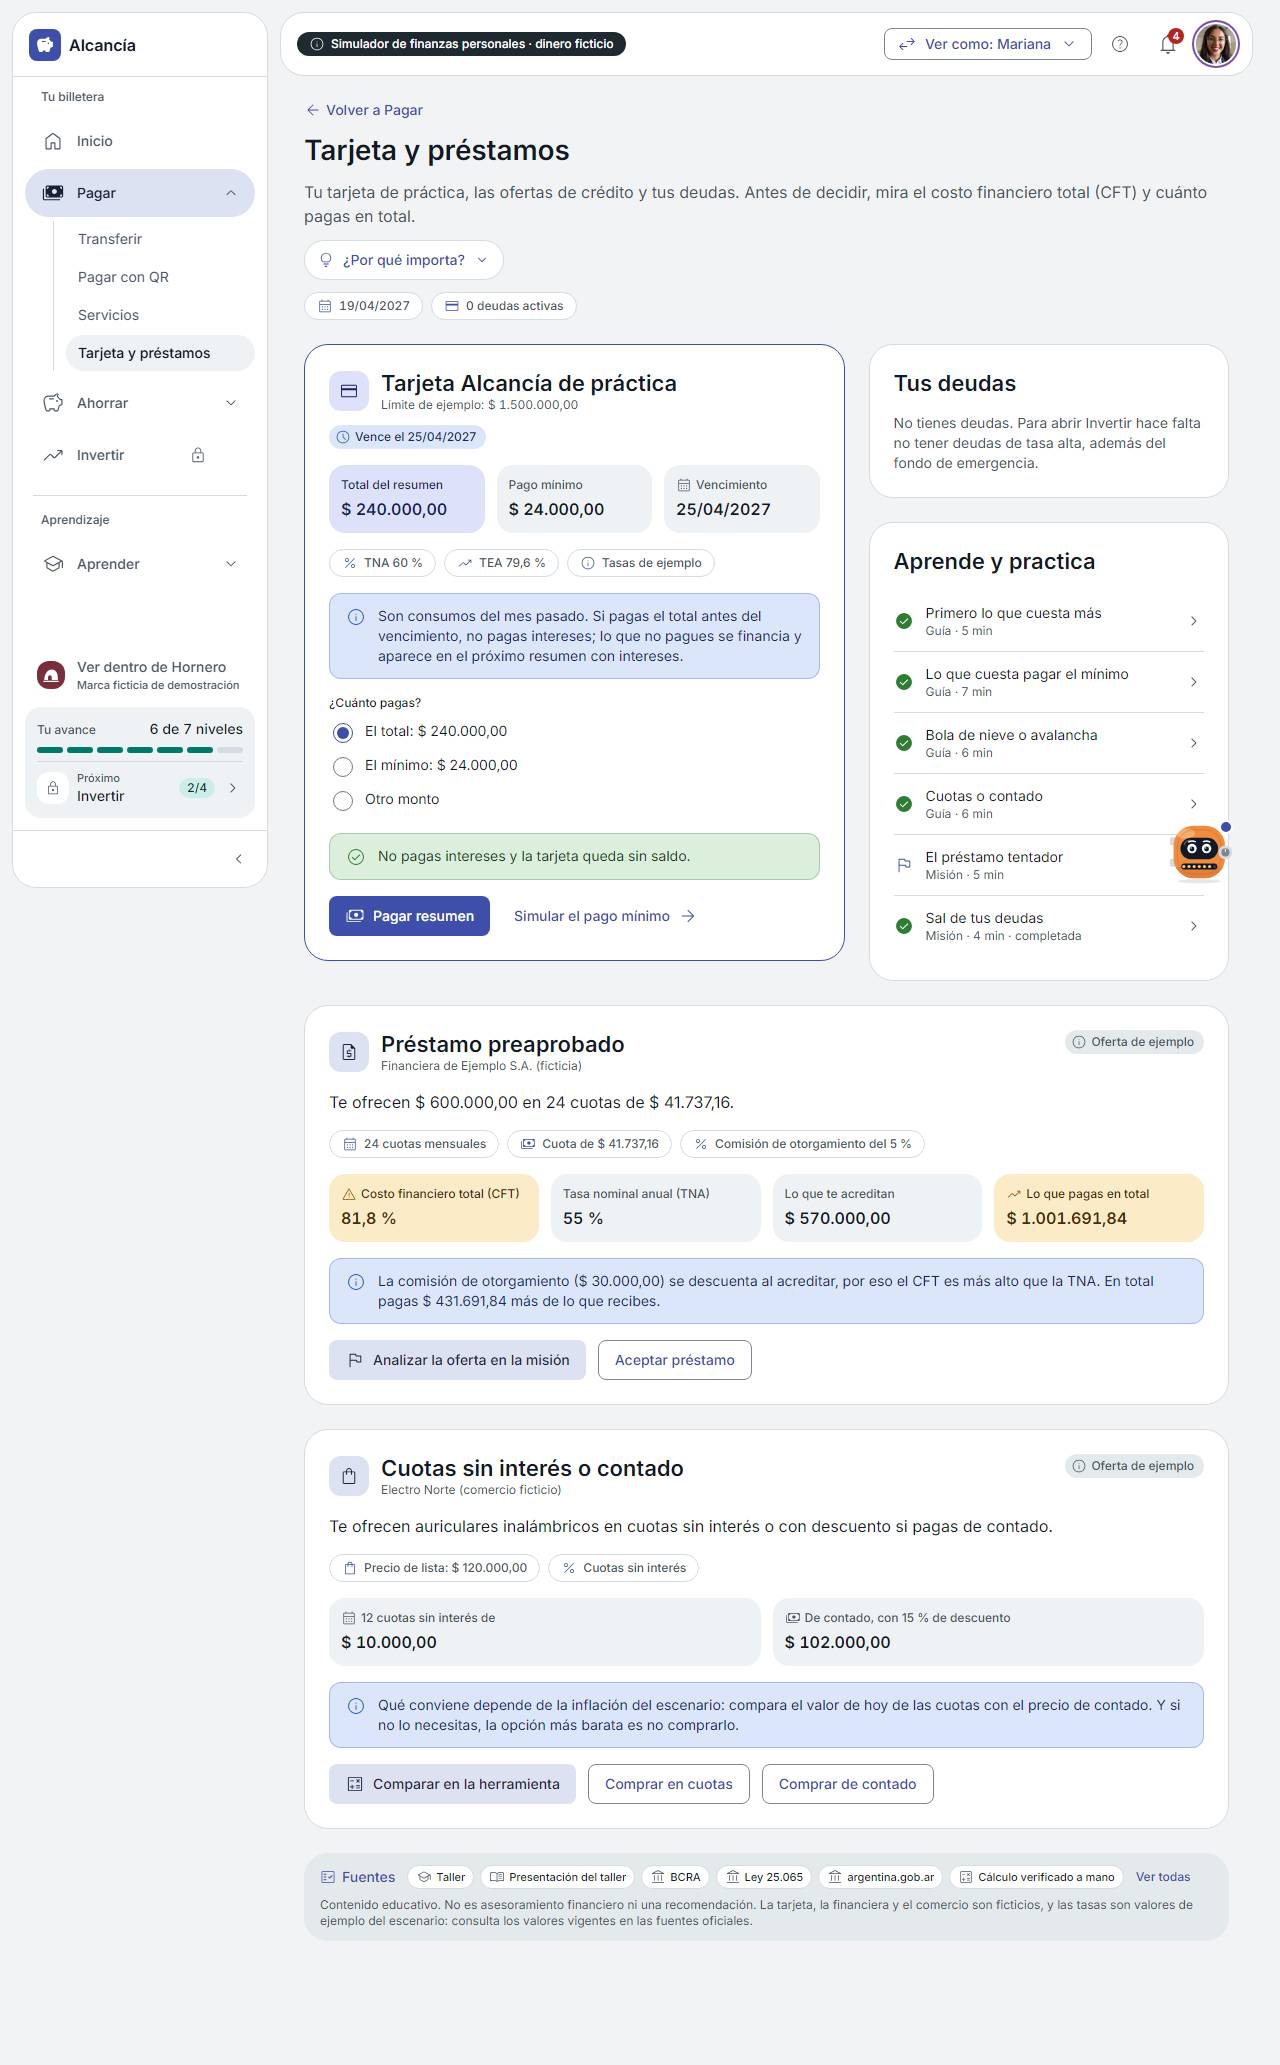 Alcancía
Tu billetera
Inicio
Pagar
Transferir
Pagar con QR
Servicios
Tarjeta y préstamos
Ahorrar
Invertir
Aprendizaje
Aprender
Ver dentro de Hornero
Marca ficticia de demostración
Tu avance 6 de 7 niveles
Próximo
Invertir
2/4
Simulador de finanzas personales · dinero ficticio
Ver como: Mariana
4
Volver a Pagar
Tarjeta y préstamos
Tu tarjeta de práctica, las ofertas de crédito y tus deudas. Antes de decidir, mira el costo financiero total (CFT) y cuánto
pagas en total.
¿Por qué importa?
19/04/2027
0 deudas activas
Tarjeta Alcancía de práctica
Límite de ejemplo: $ 1.500.000,00
Vence el 25/04/2027
Total del resumen
$ 240.000,00
Pago mínimo
$ 24.000,00
Vencimiento
25/04/2027
TNA 60 %
TEA 79,6 %
Tasas de ejemplo
Son consumos del mes pasado. Si pagas el total antes del
vencimiento, no pagas intereses; lo que no pagues se financia y
aparece en el próximo resumen con intereses.
¿Cuánto pagas?
El total: $ 240.000,00
El mínimo: $ 24.000,00
Otro monto
No pagas intereses y la tarjeta queda sin saldo.
Pagar resumen
Simular el pago mínimo
Tus deudas
No tienes deudas. Para abrir Invertir hace falta
no tener deudas de tasa alta, además del
fondo de emergencia.
Aprende y practica
Primero lo que cuesta más
Guía · 5 min
Lo que cuesta pagar el mínimo
Guía · 7 min
Bola de nieve o avalancha
Guía · 6 min
Cuotas o contado
Guía · 6 min
El préstamo tentador
Misión · 5 min
Sal de tus deudas
Misión · 4 min · completada
Préstamo preaprobado
Financiera de Ejemplo S.A. (ficticia)
Oferta de ejemplo
Te ofrecen $ 600.000,00 en 24 cuotas de $ 41.737,16.
24 cuotas mensuales
Cuota de $ 41.737,16
Comisión de otorgamiento del 5 %
Costo financiero total (CFT)
81,8 %
Tasa nominal anual (TNA)
55 %
Lo que te acreditan
$ 570.000,00
Lo que pagas en total
$ 1.001.691,84
La comisión de otorgamiento ($ 30.000,00) se descuenta al acreditar, por eso el CFT es más alto que la TNA. En total
pagas $ 431.691,84 más de lo que recibes.
Analizar la oferta en la misión
Aceptar préstamo
Cuotas sin interés o contado
Electro Norte (comercio ficticio)
Oferta de ejemplo
Te ofrecen auriculares inalámbricos en cuotas sin interés o con descuento si pagas de contado.
Precio de lista: $ 120.000,00
Cuotas sin interés
12 cuotas sin interés de
$ 10.000,00
De contado, con 15 % de descuento
$ 102.000,00
Qué conviene depende de la inflación del escenario: compara el valor de hoy de las cuotas con el precio de contado. Y si
no lo necesitas, la opción más barata es no comprarlo.
Comparar en la herramienta
Comprar en cuotas
Comprar de contado
Fuentes
Taller
Presentación del taller
BCRA
Ley 25.065
argentina.gob.ar
Cálculo verificado a mano
Ver todas
Contenido educativo. No es asesoramiento financiero ni una recomendación. La tarjeta, la financiera y el comercio son ficticios, y las tasas son valores de
ejemplo del escenario: consulta los valores vigentes en las fuentes oficiales.